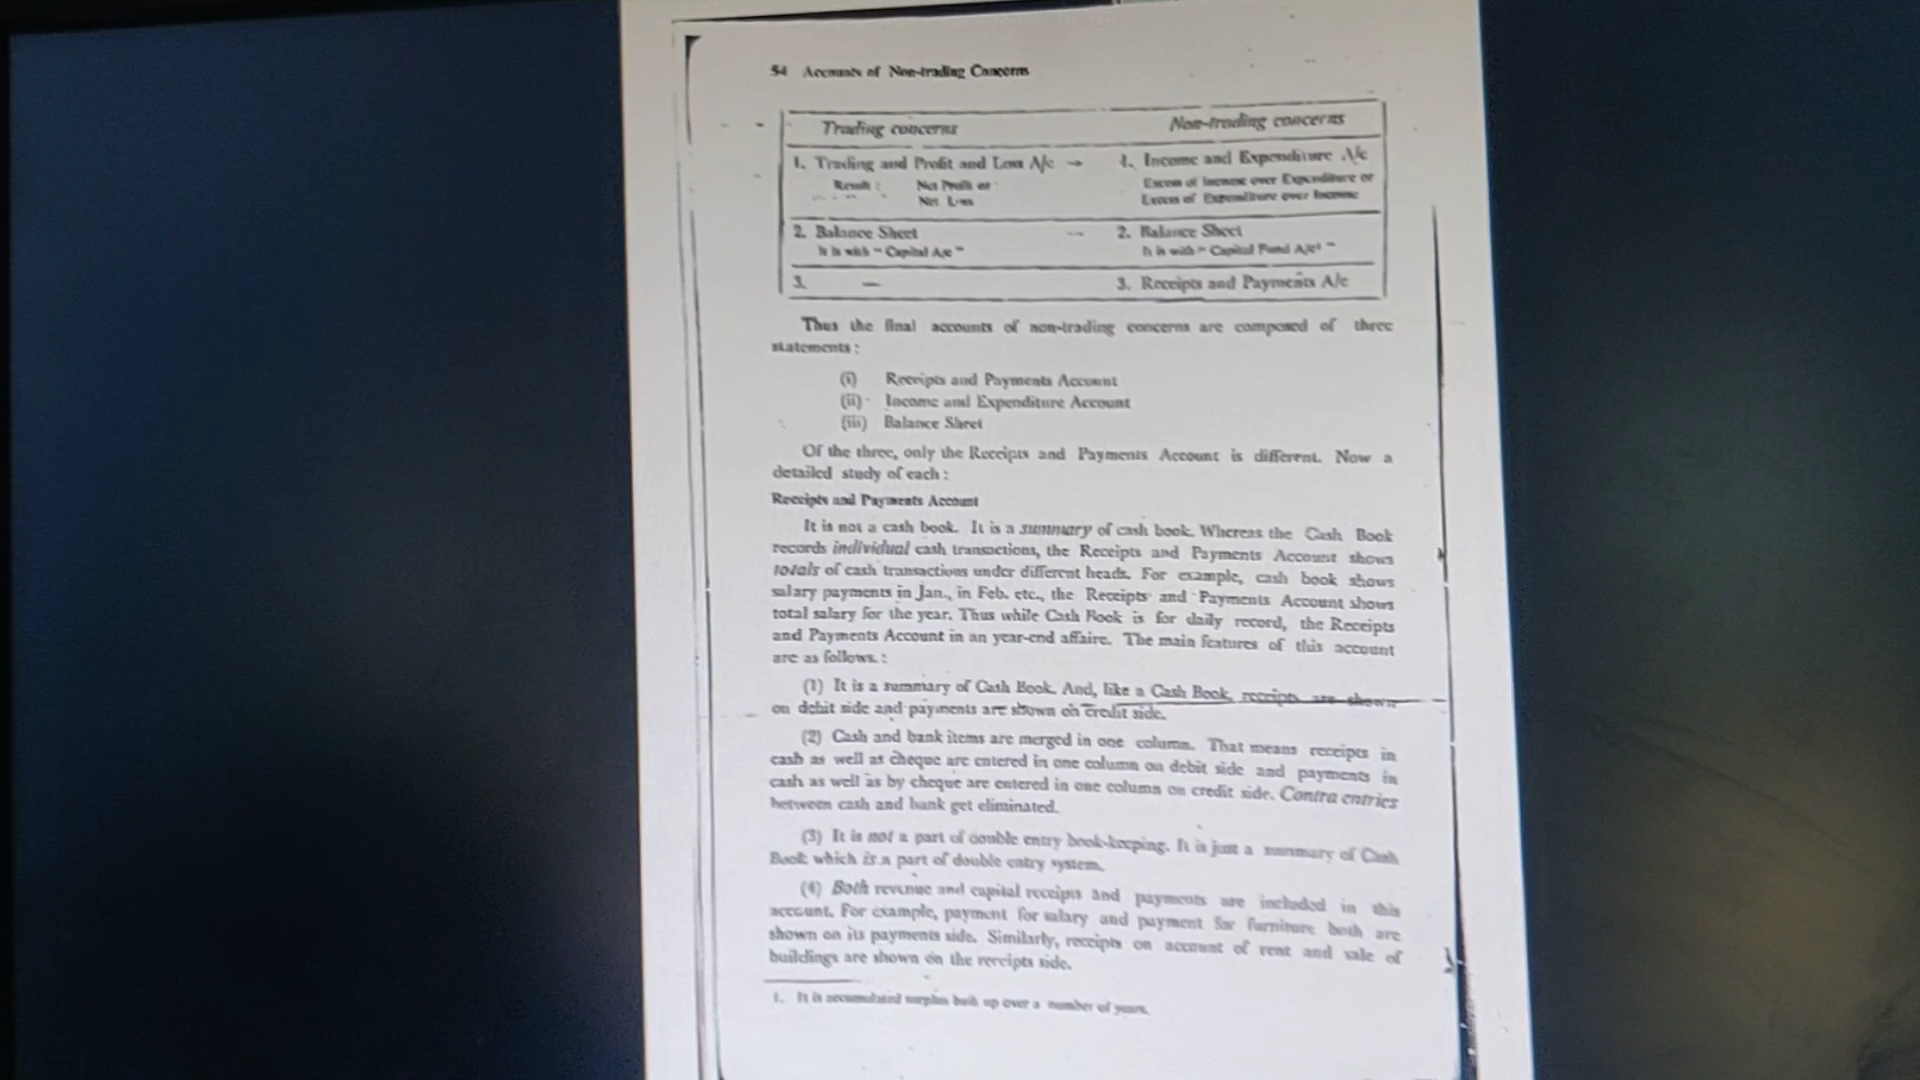 54 Accounts of Non-trading Concerns
Trading concerns
Non-trading concerns
1. Trading and Profit and Loss A/c →
1. Income and Expenditure A/c
Result : Net Profit or
Excess of Income over Expenditure or
Net Loss
Excess of Expenditure over Income
2. Balance Sheet —
2. Balance Sheet
It is with " Capital A/c "
It is with " Capital Fund A/c¹ "
3. —
3. Receipts and Payments A/c
Thus the final accounts of non-trading concerns are composed of three
statements :
(i) Receipts and Payments Account
(ii) Income and Expenditure Account
(iii) Balance Sheet
Of the three, only the Receipts and Payments Account is different. Now a
detailed study of each :
Receipts and Payments Account
It is not a cash book. It is a summary of cash book. Whereas the Cash Book
records individual cash transactions, the Receipts and Payments Account shows
totals of cash transactions under different heads. For example, cash book shows
salary payments in Jan., in Feb. etc., the Receipts and Payments Account shows
total salary for the year. Thus while Cash Book is for daily record, the Receipts
and Payments Account in an year-end affaire. The main features of this account
are as follows. :
(1) It is a summary of Cash Book. And, like a Cash Book, receipts are shown
on debit side and payments are shown on credit side.
(2) Cash and bank items are merged in one column. That means receipts in
cash as well as cheque are entered in one column on debit side and payments in
cash as well as by cheque are entered in one column on credit side. Contra entries
between cash and bank get eliminated.
(3) It is not a part of double entry book-keeping. It is just a summary of Cash
Book which is a part of double entry system.
(4) Both revenue and capital receipts and payments are included in this
account. For example, payment for salary and payment for furniture both are
shown on its payments side. Similarly, receipts on account of rent and sale of
buildings are shown on the receipts side.
1. It is accumulated surplus built up over a number of years.